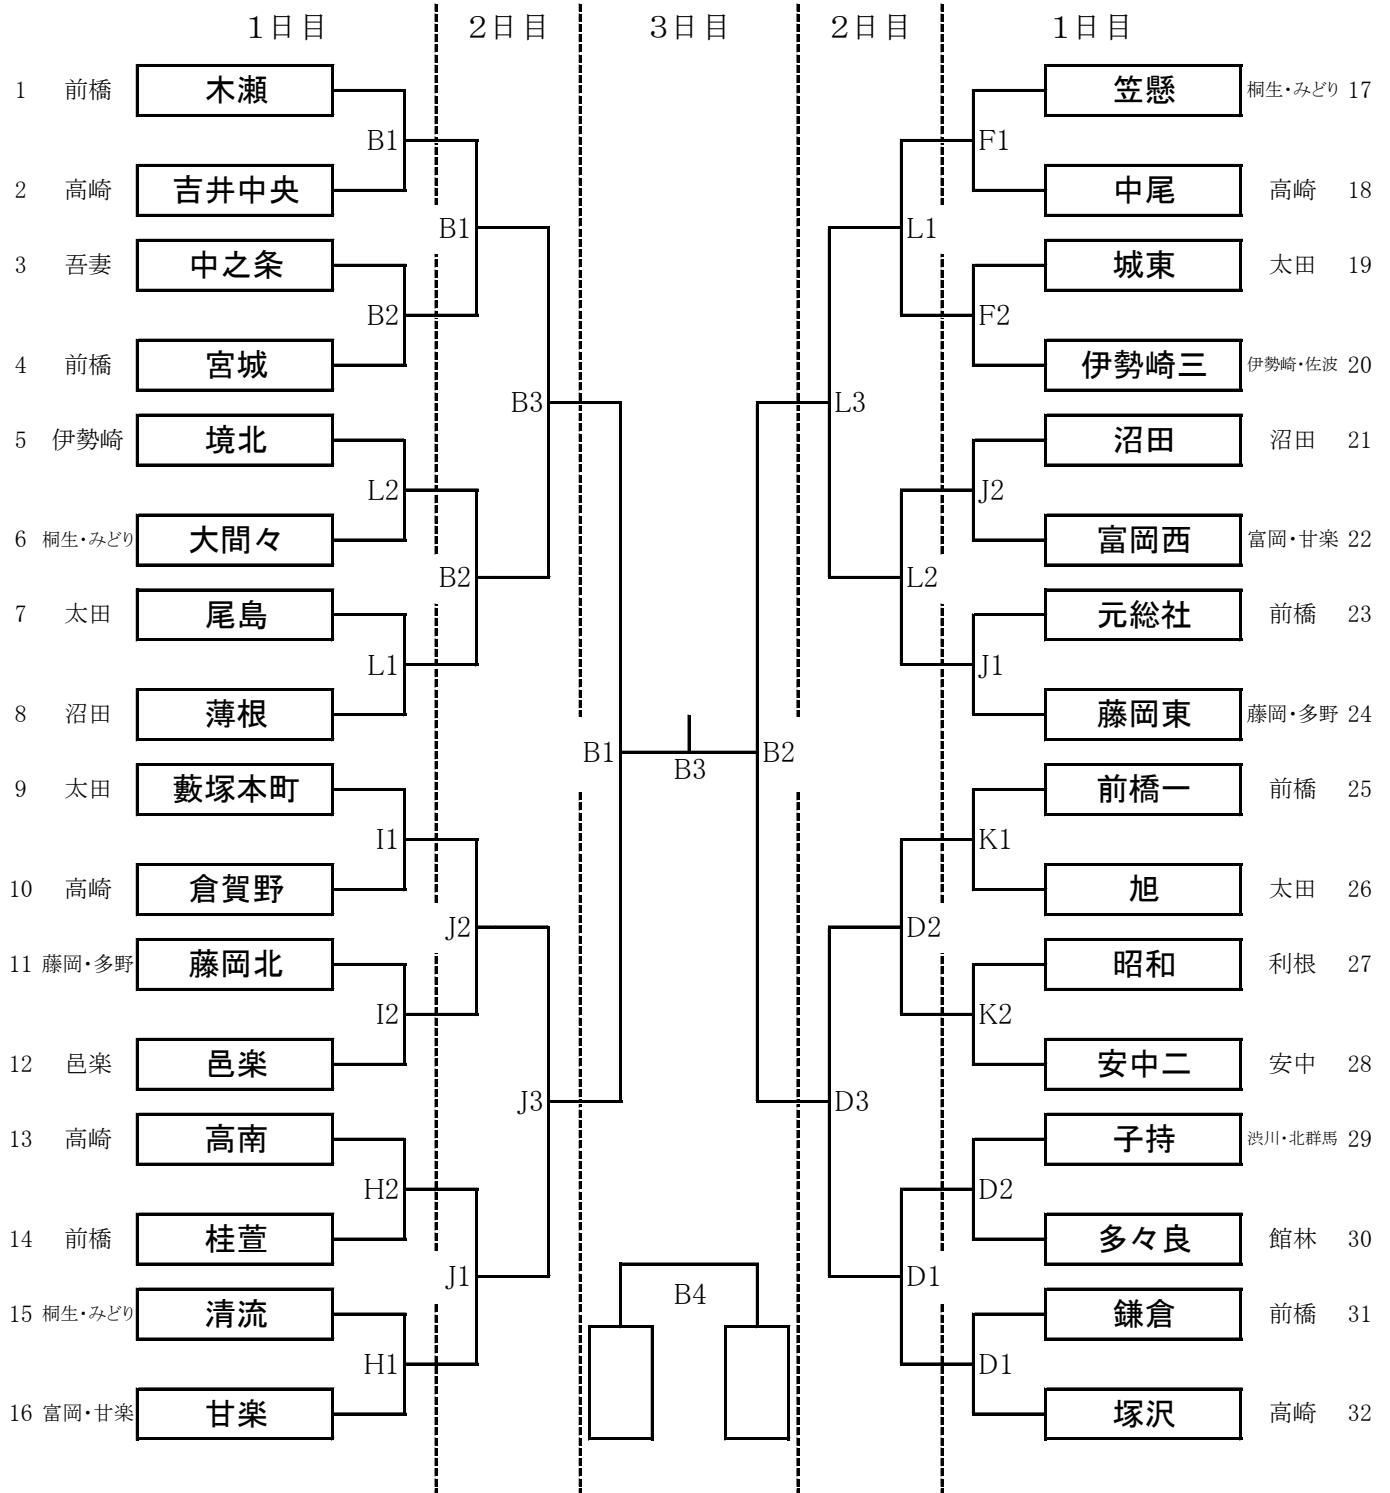 1日目 2日目 3日目 2日目 1日目
1 前橋 木瀬 笠懸 桐生・みどり 17
B1 F1
2 高崎 吉井中央 中尾 高崎 18
B1 L1
3 吾妻 中之条 城東 太田 19
B2 F2
4 前橋 宮城 伊勢崎三 伊勢崎・佐波 20
B3 L3
5 伊勢崎 境北 沼田 沼田 21
L2 J2
6 桐生・みどり 大間々 富岡西 富岡・甘楽 22
B2 L2
7 太田 尾島 元総社 前橋 23
L1 J1
8 沼田 薄根 藤岡東 藤岡・多野 24
B1 B3 B2
9 太田 藪塚本町 前橋一 前橋 25
I1 K1
10 高崎 倉賀野 旭 太田 26
J2 D2
11 藤岡・多野 藤岡北 昭和 利根 27
I2 K2
12 邑楽 邑楽 安中二 安中 28
J3 D3
13 高崎 高南 子持 渋川・北群馬 29
H2 D2
14 前橋 桂萱 多々良 館林 30
J1 B4 D1
15 桐生・みどり 清流 鎌倉 前橋 31
H1 D1
16 富岡・甘楽 甘楽 塚沢 高崎 32